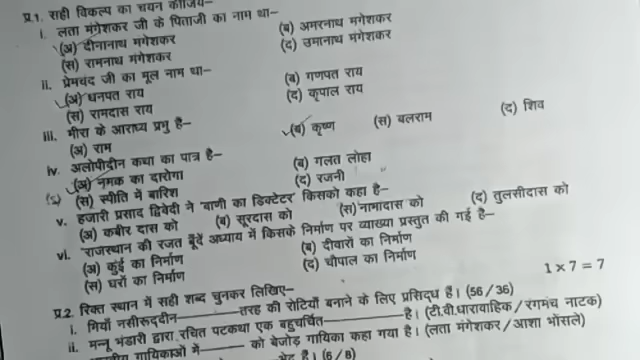 प्र.1. सही विकल्प का चयन कीजिये–
i. लता मंगेशकर जी के पिताजी का नाम था–
(अ) दीनानाथ मंगेशकर (ब) अमरनाथ मंगेशकर
(स) रामनाथ मंगेशकर (द) उमानाथ मंगेशकर
ii. प्रेमचंद जी का मूल नाम था–
(अ) धनपत राय (ब) गणपत राय
(स) रामदास राय (द) कृपाल राय
iii. मीरा के आराध्य प्रभु है–
(अ) राम (ब) कृष्ण (स) बलराम (द) शिव
iv. अलोपीदीन कथा का पात्र है–
(अ) नमक का दारोगा (ब) गलत लोहा
(स) स्पीति में बारिश (द) रजनी
v. हजारी प्रसाद द्विवेदी ने 'वाणी का डिक्टेटर' किसको कहा है–
(अ) कबीर दास को (ब) सूरदास को (स) नामादास को (द) तुलसीदास को
vi. 'राजस्थान की रजत बूँदें अध्याय में किसके निर्माण पर व्याख्या प्रस्तुत की गई है–
(अ) कुंई का निर्माण (ब) दीवारों का निर्माण
(स) घरों का निर्माण (द) चौपाल का निर्माण
1 x 7 = 7
प्र.2. रिक्त स्थान में सही शब्द चुनकर लिखिए–
i. मियाँ नसीरूद्दीन————तरह की रोटियाँ बनाने के लिए प्रसिद्ध है। (56 / 36)
ii. मन्नू भंडारी द्वारा रचित पटकथा एक बहुचर्चित————है। (टी.वी.धारावाहिक / रंगमंच नाटक)
गायिकाओं में———— को बेजोड़ गायिका कहा गया है। (लता मंगेशकर / आशा भोंसले)
है। (6 / 8)